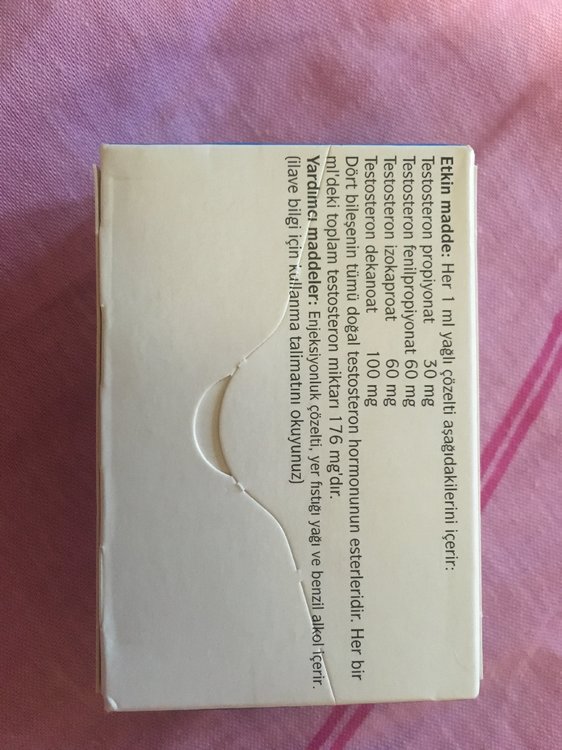 Etkin madde: Her 1 ml yağlı çözelti aşağıdakilerini içerir:
Testosteron propiyonat 30 mg
Testosteron fenilpropiyonat 60 mg
Testosteron izokaproat 60 mg
Testosteron dekanoat 100 mg
Dört bileşenin tümü doğal testosteron hormonunun esterleridir. Her bir
ml'deki toplam testosteron miktarı 176 mg'dır.
Yardımcı maddeler: Enjeksiyonluk çözelti, yer fıstığı yağı ve benzil alkol içerir.
(ilave bilgi için kullanma talimatını okuyunuz)